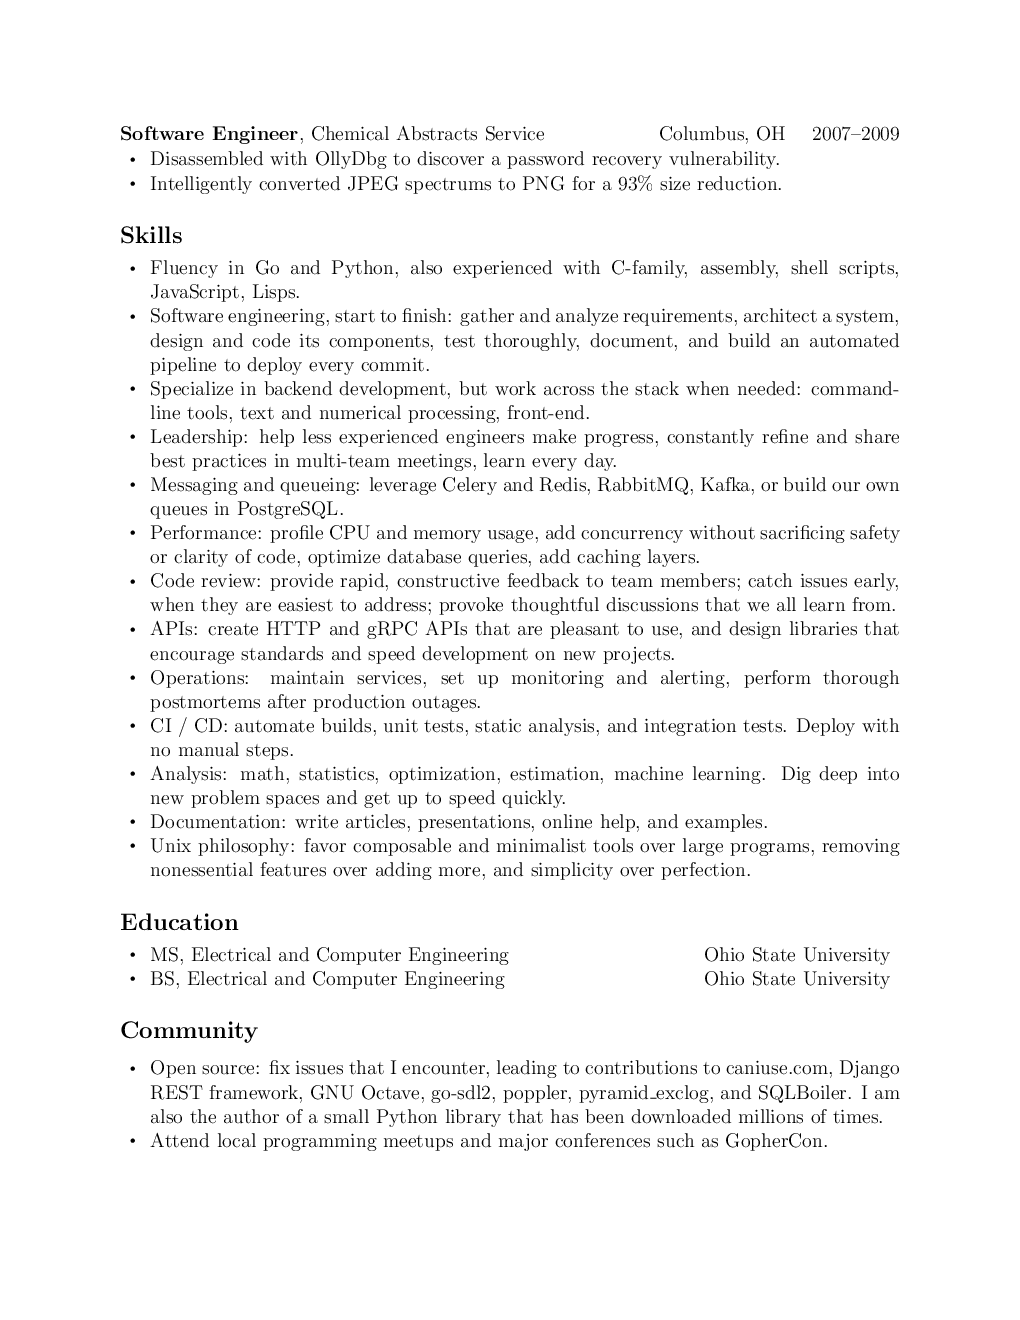 Software Engineer, Chemical Abstracts Service Columbus, OH 2007–2009
• Disassembled with OllyDbg to discover a password recovery vulnerability.
• Intelligently converted JPEG spectrums to PNG for a 93% size reduction.
Skills
• Fluency in Go and Python, also experienced with C-family, assembly, shell scripts,
JavaScript, Lisps.
• Software engineering, start to finish: gather and analyze requirements, architect a system,
design and code its components, test thoroughly, document, and build an automated
pipeline to deploy every commit.
• Specialize in backend development, but work across the stack when needed: command-
line tools, text and numerical processing, front-end.
• Leadership: help less experienced engineers make progress, constantly refine and share
best practices in multi-team meetings, learn every day.
• Messaging and queueing: leverage Celery and Redis, RabbitMQ, Kafka, or build our own
queues in PostgreSQL.
• Performance: profile CPU and memory usage, add concurrency without sacrificing safety
or clarity of code, optimize database queries, add caching layers.
• Code review: provide rapid, constructive feedback to team members; catch issues early,
when they are easiest to address; provoke thoughtful discussions that we all learn from.
• APIs: create HTTP and gRPC APIs that are pleasant to use, and design libraries that
encourage standards and speed development on new projects.
• Operations: maintain services, set up monitoring and alerting, perform thorough
postmortems after production outages.
• CI / CD: automate builds, unit tests, static analysis, and integration tests. Deploy with
no manual steps.
• Analysis: math, statistics, optimization, estimation, machine learning. Dig deep into
new problem spaces and get up to speed quickly.
• Documentation: write articles, presentations, online help, and examples.
• Unix philosophy: favor composable and minimalist tools over large programs, removing
nonessential features over adding more, and simplicity over perfection.
Education
• MS, Electrical and Computer Engineering Ohio State University
• BS, Electrical and Computer Engineering Ohio State University
Community
• Open source: fix issues that I encounter, leading to contributions to caniuse.com, Django
REST framework, GNU Octave, go-sdl2, poppler, pyramid_exclog, and SQLBoiler. I am
also the author of a small Python library that has been downloaded millions of times.
• Attend local programming meetups and major conferences such as GopherCon.